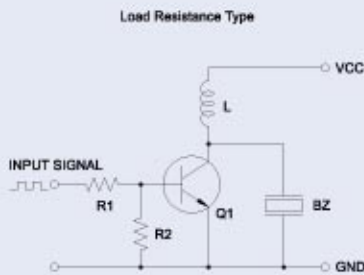 Load Resistance Type
VCC
L
INPUT SIGNAL
R1
Q1
R2
BZ
GND